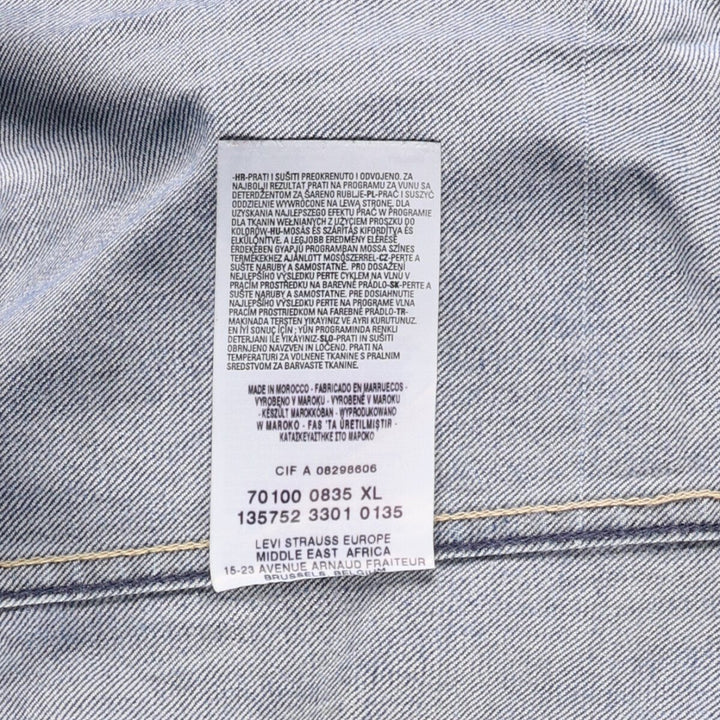 -HR-PRATI I SUŠITI PREOKRENUTO I ODVOJENO. ZA
NAJBOLJI REZULTAT PRATI NA PROGRAMU ZA VUNU SA
DETERDŽENTOM ZA ŠARENO RUBLJE-PL-PRAĆ I SUSZYĆ
ODDZIELNIE WYWRÓCONE NA LEWĄ STRONĘ. DLA
UZYSKANIA NAJLEPSZEGO EFEKTU PRAĆ W PROGRAMIE
DLA TKANIN WEŁNIANYCH Z UŻYCIEM PROSZKU DO
KOLORÓW-HU-MOSÁS ÉS SZÁRÍTÁS KIFORDÍTVA ÉS
ELKÜLÖNÍTVE. A LEGJOBB EREDMÉNY ELÉRÉSE
ÉRDEKÉBEN GYAPJÚ PROGRAMBAN MOSSA SZÍNES
TERMÉKEKHEZ AJÁNLOTT MOSÓSZERREL-CZ-PERTE A
SUŠTE NARUBY A SAMOSTATNĚ. PRO DOSAŽENÍ
NEJLEPŠÍHO VÝSLEDKU PERTE CYKLEM NA VLNU V
PRACÍM PROSTŘEDKU NA BAREVNÉ PRÁDLO-SK-PERTE A
SUŠTE NARUBY A SAMOSTATNE. PRE DOSIAHNUTIE
NAJLEPŠÍHO VÝSLEDKU PERTE NA PROGRAME VLNA
PRACÍM PROSTRIEDKOM NA FAREBNÉ PRÁDLO-TR-
MAKINADA TERSTEN YIKAYINIZ VE AYRI KURUTUNUZ.
EN İYİ SONUÇ İÇİN ; YÜN PROGRAMINDA RENKLİ
DETERJANI İLE YIKAYINIZ-SLO-PRATI IN SUŠITI
OBRNJENO NAVZVEN IN LOČENO. PRATI NA
TEMPERATURI ZA VOLNENE TKANINE S PRALNIM
SREDSTVOM ZA BARVASTE TKANINE.
MADE IN MOROCCO - FABRICADO EN MARRUECOS -
VYROBENO V MAROKU - VYROBENÉ V MAROKU
- KÉSZÜLT MAROKKÓBAN - WYPRODUKOWANO
W MAROKO - FAS 'TA ÜRETİLMİŞTİR -
ΚΑΤΑΣΚΕΥΑΣΤΗΚΕ ΣΤΟ ΜΑΡΟΚΟ
CIF A 08298606
70100 0835 XL
135752 3301 0135
LEVI STRAUSS EUROPE
MIDDLE EAST AFRICA
15-23 AVENUE ARNAUD FRAITEUR
BRUSSELS BELGIUM